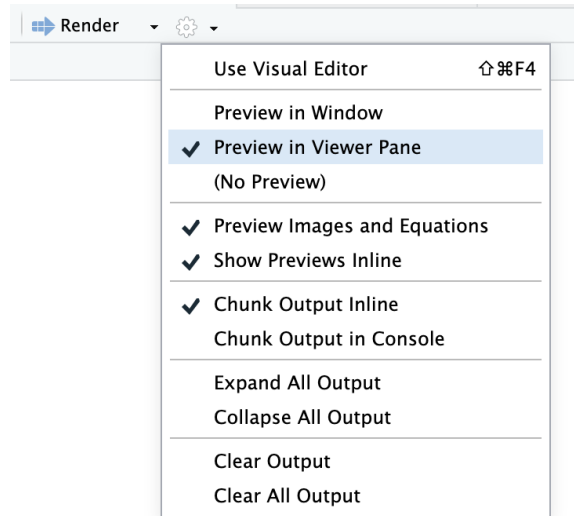 Render
Use Visual Editor ⇧⌘F4
Preview in Window
Preview in Viewer Pane
(No Preview)
Preview Images and Equations
Show Previews Inline
Chunk Output Inline
Chunk Output in Console
Expand All Output
Collapse All Output
Clear Output
Clear All Output